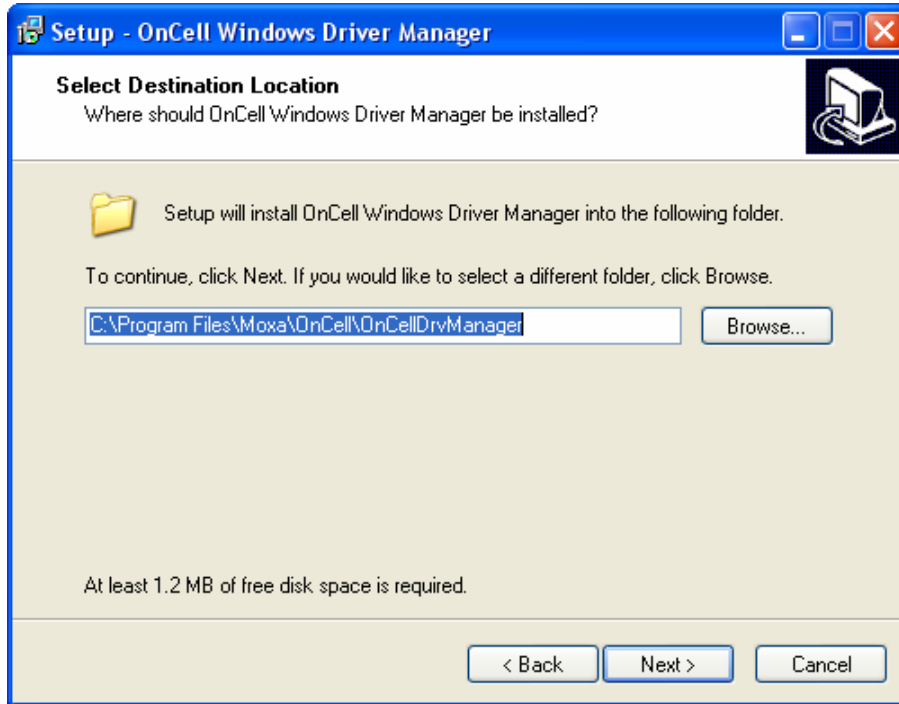 Setup - OnCell Windows Driver Manager
Select Destination Location
Where should OnCell Windows Driver Manager be installed?
Setup will install OnCell Windows Driver Manager into the following folder.
To continue, click Next. If you would like to select a different folder, click Browse.
C:\Program Files\Moxa\OnCell\OnCellDrvManager
Browse...
At least 1.2 MB of free disk space is required.
< Back
Next >
Cancel